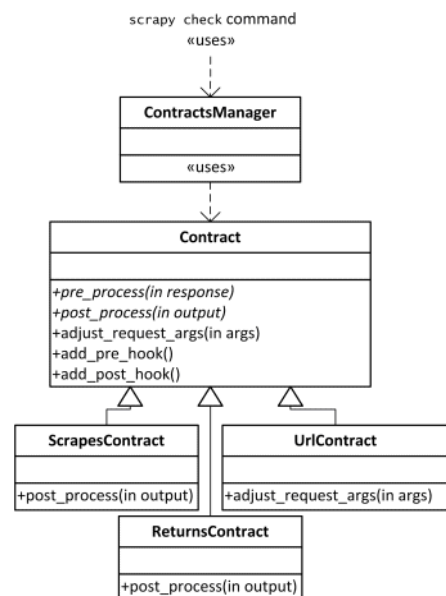 scrapy check command
«uses»
ContractsManager
«uses»
Contract
+pre_process(in response)
+post_process(in output)
+adjust_request_args(in args)
+add_pre_hook()
+add_post_hook()
ScrapesContract
+post_process(in output)
UrlContract
+adjust_request_args(in args)
ReturnsContract
+post_process(in output)